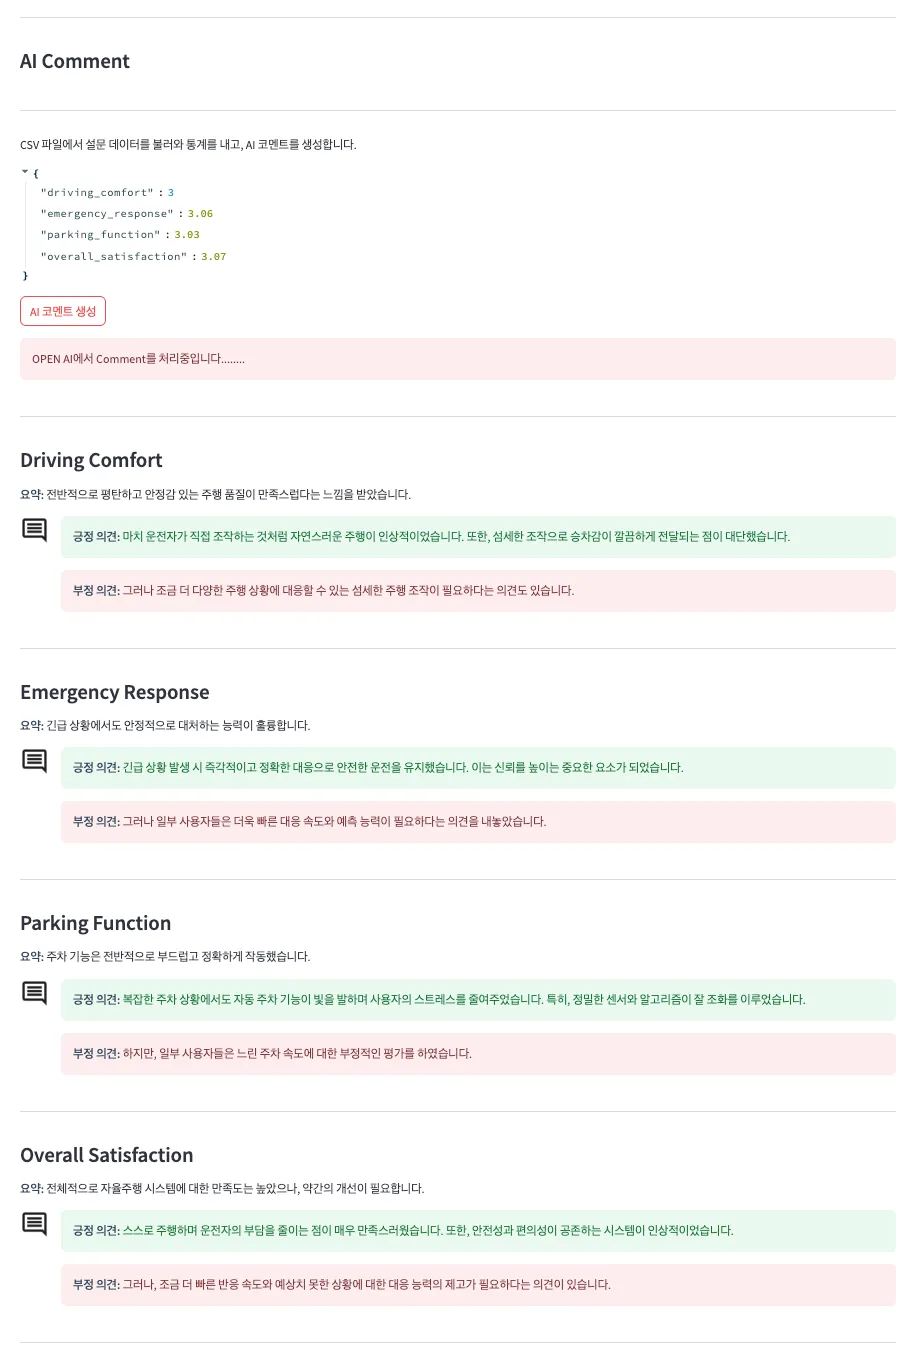 AI Comment
CSV 파일에서 설문 데이터를 불러와 통계를 내고, AI 코멘트를 생성합니다.
{
"driving_comfort" : 3
"emergency_response" : 3.06
"parking_function" : 3.03
"overall_satisfaction" : 3.07
}
AI 코멘트 생성
OPEN AI에서 Comment를 처리중입니다........
Driving Comfort
요약: 전반적으로 평탄하고 안정감 있는 주행 품질이 만족스럽다는 느낌을 받았습니다.
긍정 의견: 마치 운전자가 직접 조작하는 것처럼 자연스러운 주행이 인상적이었습니다. 또한, 섬세한 조작으로 승차감이 깔끔하게 전달되는 점이 대단했습니다.
부정 의견: 그러나 조금 더 다양한 주행 상황에 대응할 수 있는 섬세한 주행 조작이 필요하다는 의견도 있습니다.
Emergency Response
요약: 긴급 상황에서도 안정적으로 대처하는 능력이 훌륭합니다.
긍정 의견: 긴급 상황 발생 시 즉각적이고 정확한 대응으로 안전한 운전을 유지했습니다. 이는 신뢰를 높이는 중요한 요소가 되었습니다.
부정 의견: 그러나 일부 사용자들은 더욱 빠른 대응 속도와 예측 능력이 필요하다는 의견을 내놓았습니다.
Parking Function
요약: 주차 기능은 전반적으로 부드럽고 정확하게 작동했습니다.
긍정 의견: 복잡한 주차 상황에서도 자동 주차 기능이 빛을 발하며 사용자의 스트레스를 줄여주었습니다. 특히, 정밀한 센서와 알고리즘이 잘 조화를 이루었습니다.
부정 의견: 하지만, 일부 사용자들은 느린 주차 속도에 대한 부정적인 평가를 하였습니다.
Overall Satisfaction
요약: 전체적으로 자율주행 시스템에 대한 만족도는 높았으나, 약간의 개선이 필요합니다.
긍정 의견: 스스로 주행하며 운전자의 부담을 줄이는 점이 매우 만족스러웠습니다. 또한, 안전성과 편의성이 공존하는 시스템이 인상적이었습니다.
부정 의견: 그러나, 조금 더 빠른 반응 속도와 예상치 못한 상황에 대한 대응 능력의 제고가 필요하다는 의견이 있습니다.